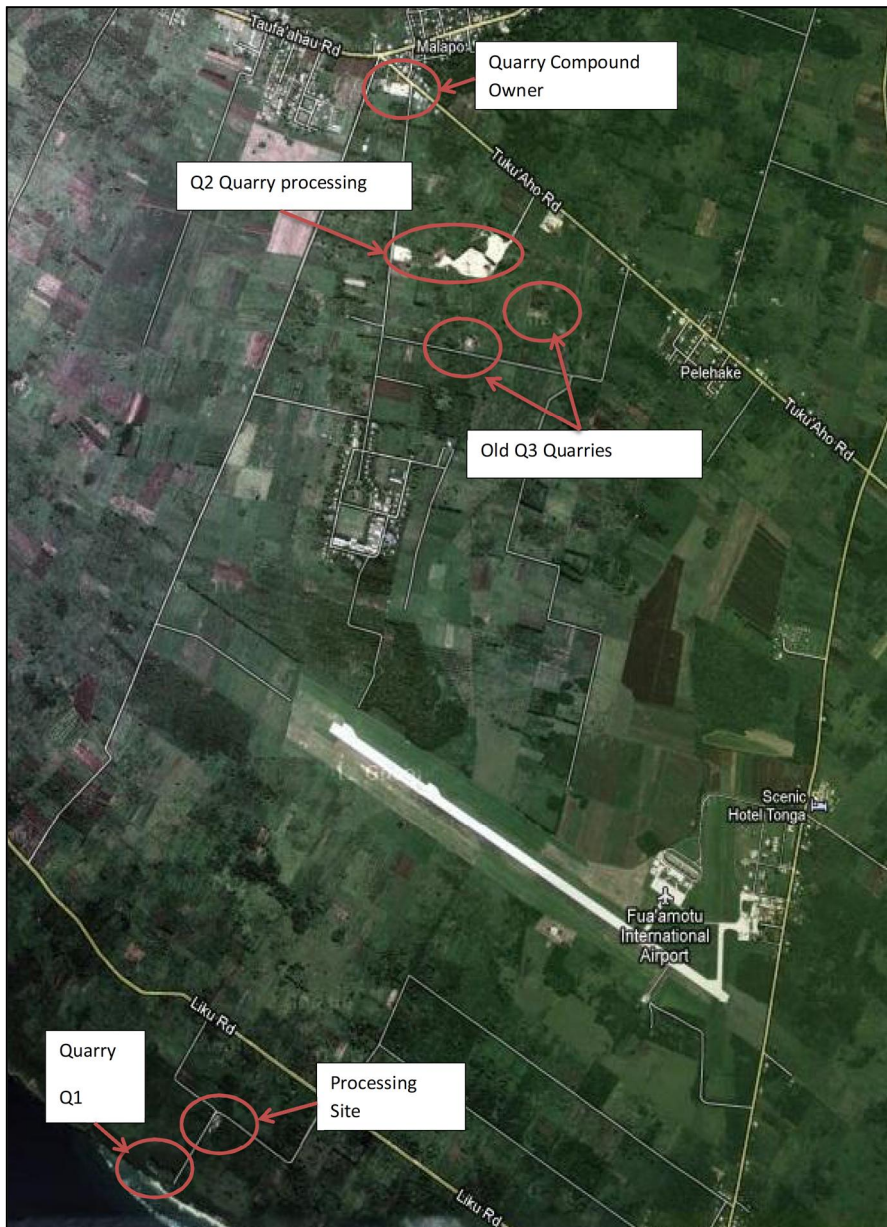 Taufa'ahau Rd
Malapo
Quarry Compound
Owner
Q2 Quarry processing
Tuku'Aho Rd
Pelehake
Old Q3 Quarries
Tuku'Aho Rd
Scenic
Hotel Tonga
Fua'amotu
International
Airport
Liku Rd
Quarry
Q1
Processing
Site
Liku Rd